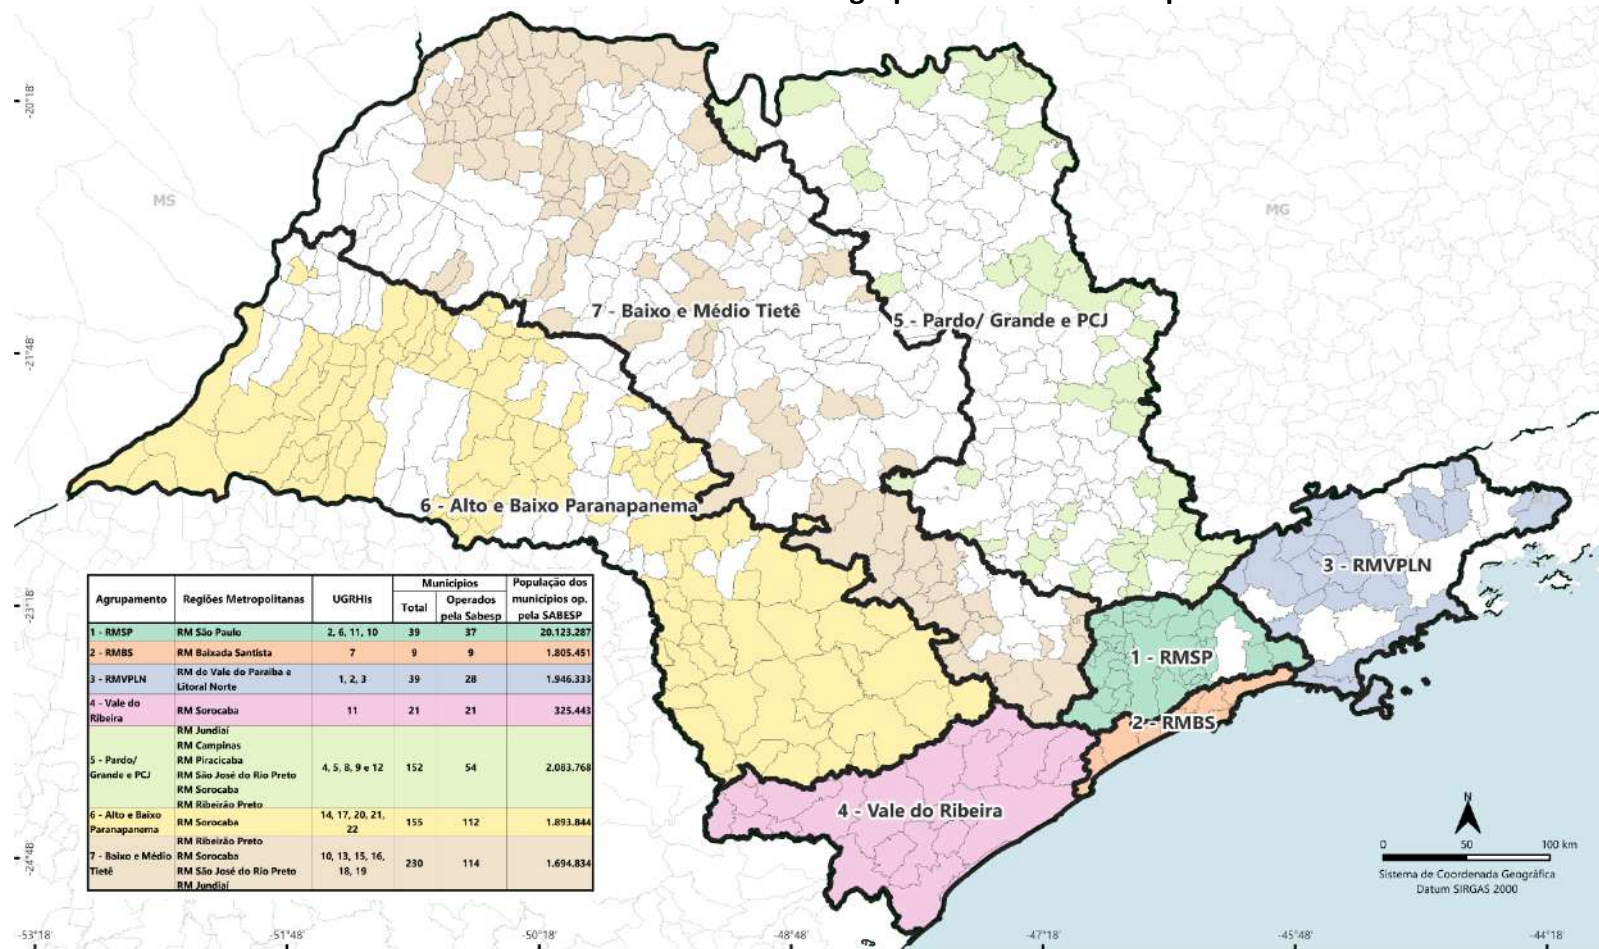 -20°18'
MS
MG
7 - Baixo e Médio Tietê
5 - Pardo/ Grande e PCJ
-21°48'
6 - Alto e Baixo Paranapanema
3 - RMVPLN
-23°18'
1 - RMSP
2 - RMBS
4 - Vale do Ribeira
-24°48'
Agrupamento Regiões Metropolitanas UGRHIs Municípios População dos municípios op. pela SABESP
Total Operados pela Sabesp
1 - RMSP RM São Paulo 2, 6, 11, 10 39 37 20.123.287
2 - RMBS RM Baixada Santista 7 9 9 1.805.451
3 - RMVPLN RM do Vale do Paraíba e Litoral Norte 1, 2, 3 39 28 1.946.333
4 - Vale do Ribeira RM Sorocaba 11 21 21 325.443
5 - Pardo/ Grande e PCJ 4, 5, 8, 9 e 12 152 54 2.083.768
RM Jundiaí
RM Campinas
RM Piracicaba
RM São José do Rio Preto
RM Sorocaba
RM Ribeirão Preto
6 - Alto e Baixo Paranapanema RM Sorocaba 14, 17, 20, 21, 22 155 112 1.893.844
7 - Baixo e Médio Tietê 10, 13, 15, 16, 18, 19 230 114 1.694.834
RM Ribeirão Preto
RM Sorocaba
RM São José do Rio Preto
RM Jundiaí
N
0 50 100 km
Sistema de Coordenada Geográfica
Datum SIRGAS 2000
-53°18' -51°48' -50°18' -48°48' -47°18' -45°48' -44°18'